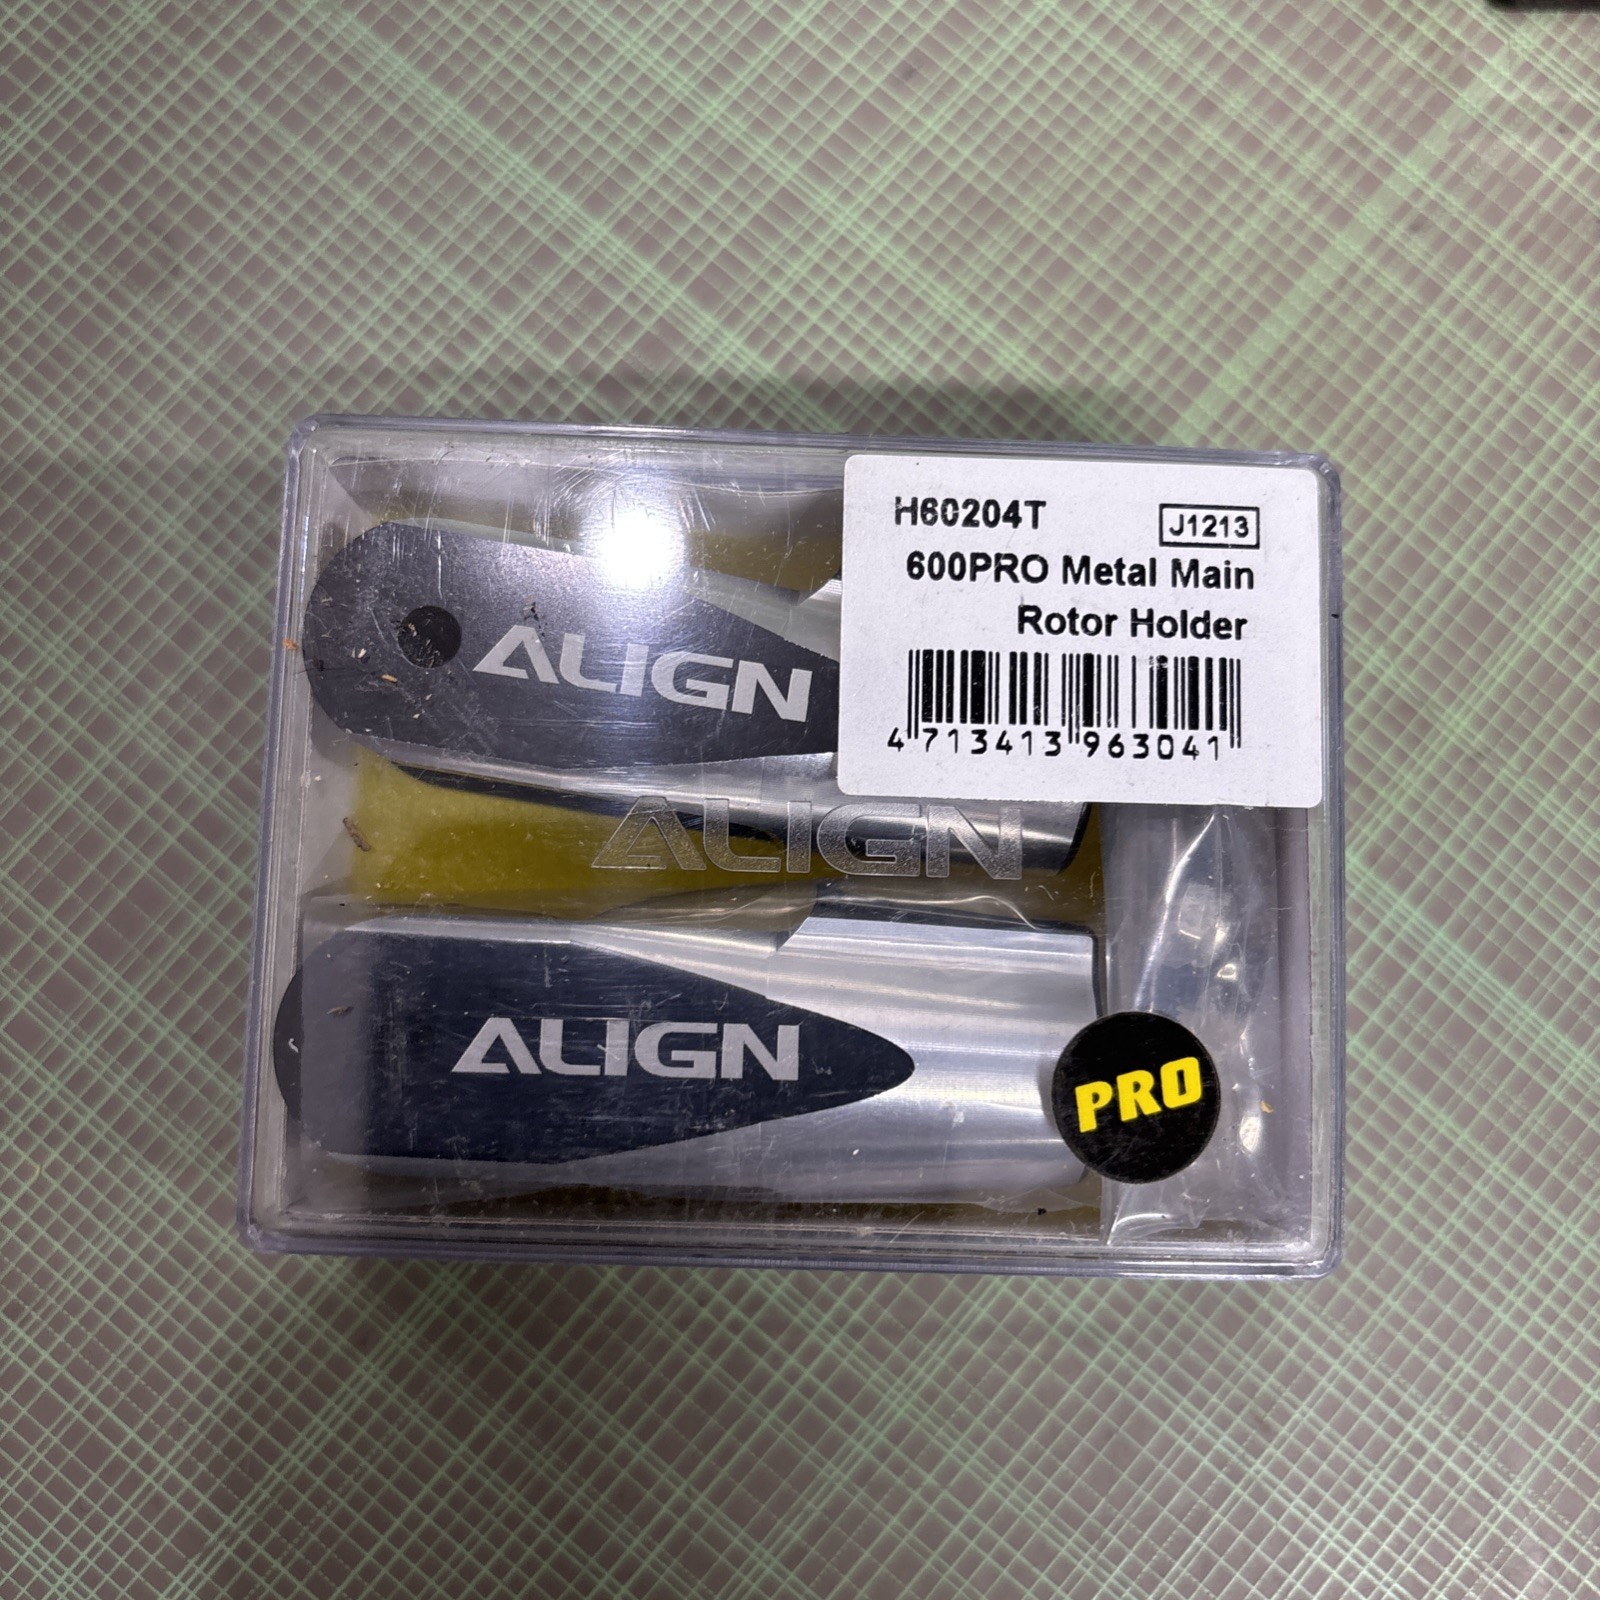 H60204T
J1213
600PRO Metal Main
Rotor Holder
4 713413 963041
ALIGN
ALIGN
ALIGN
PRO